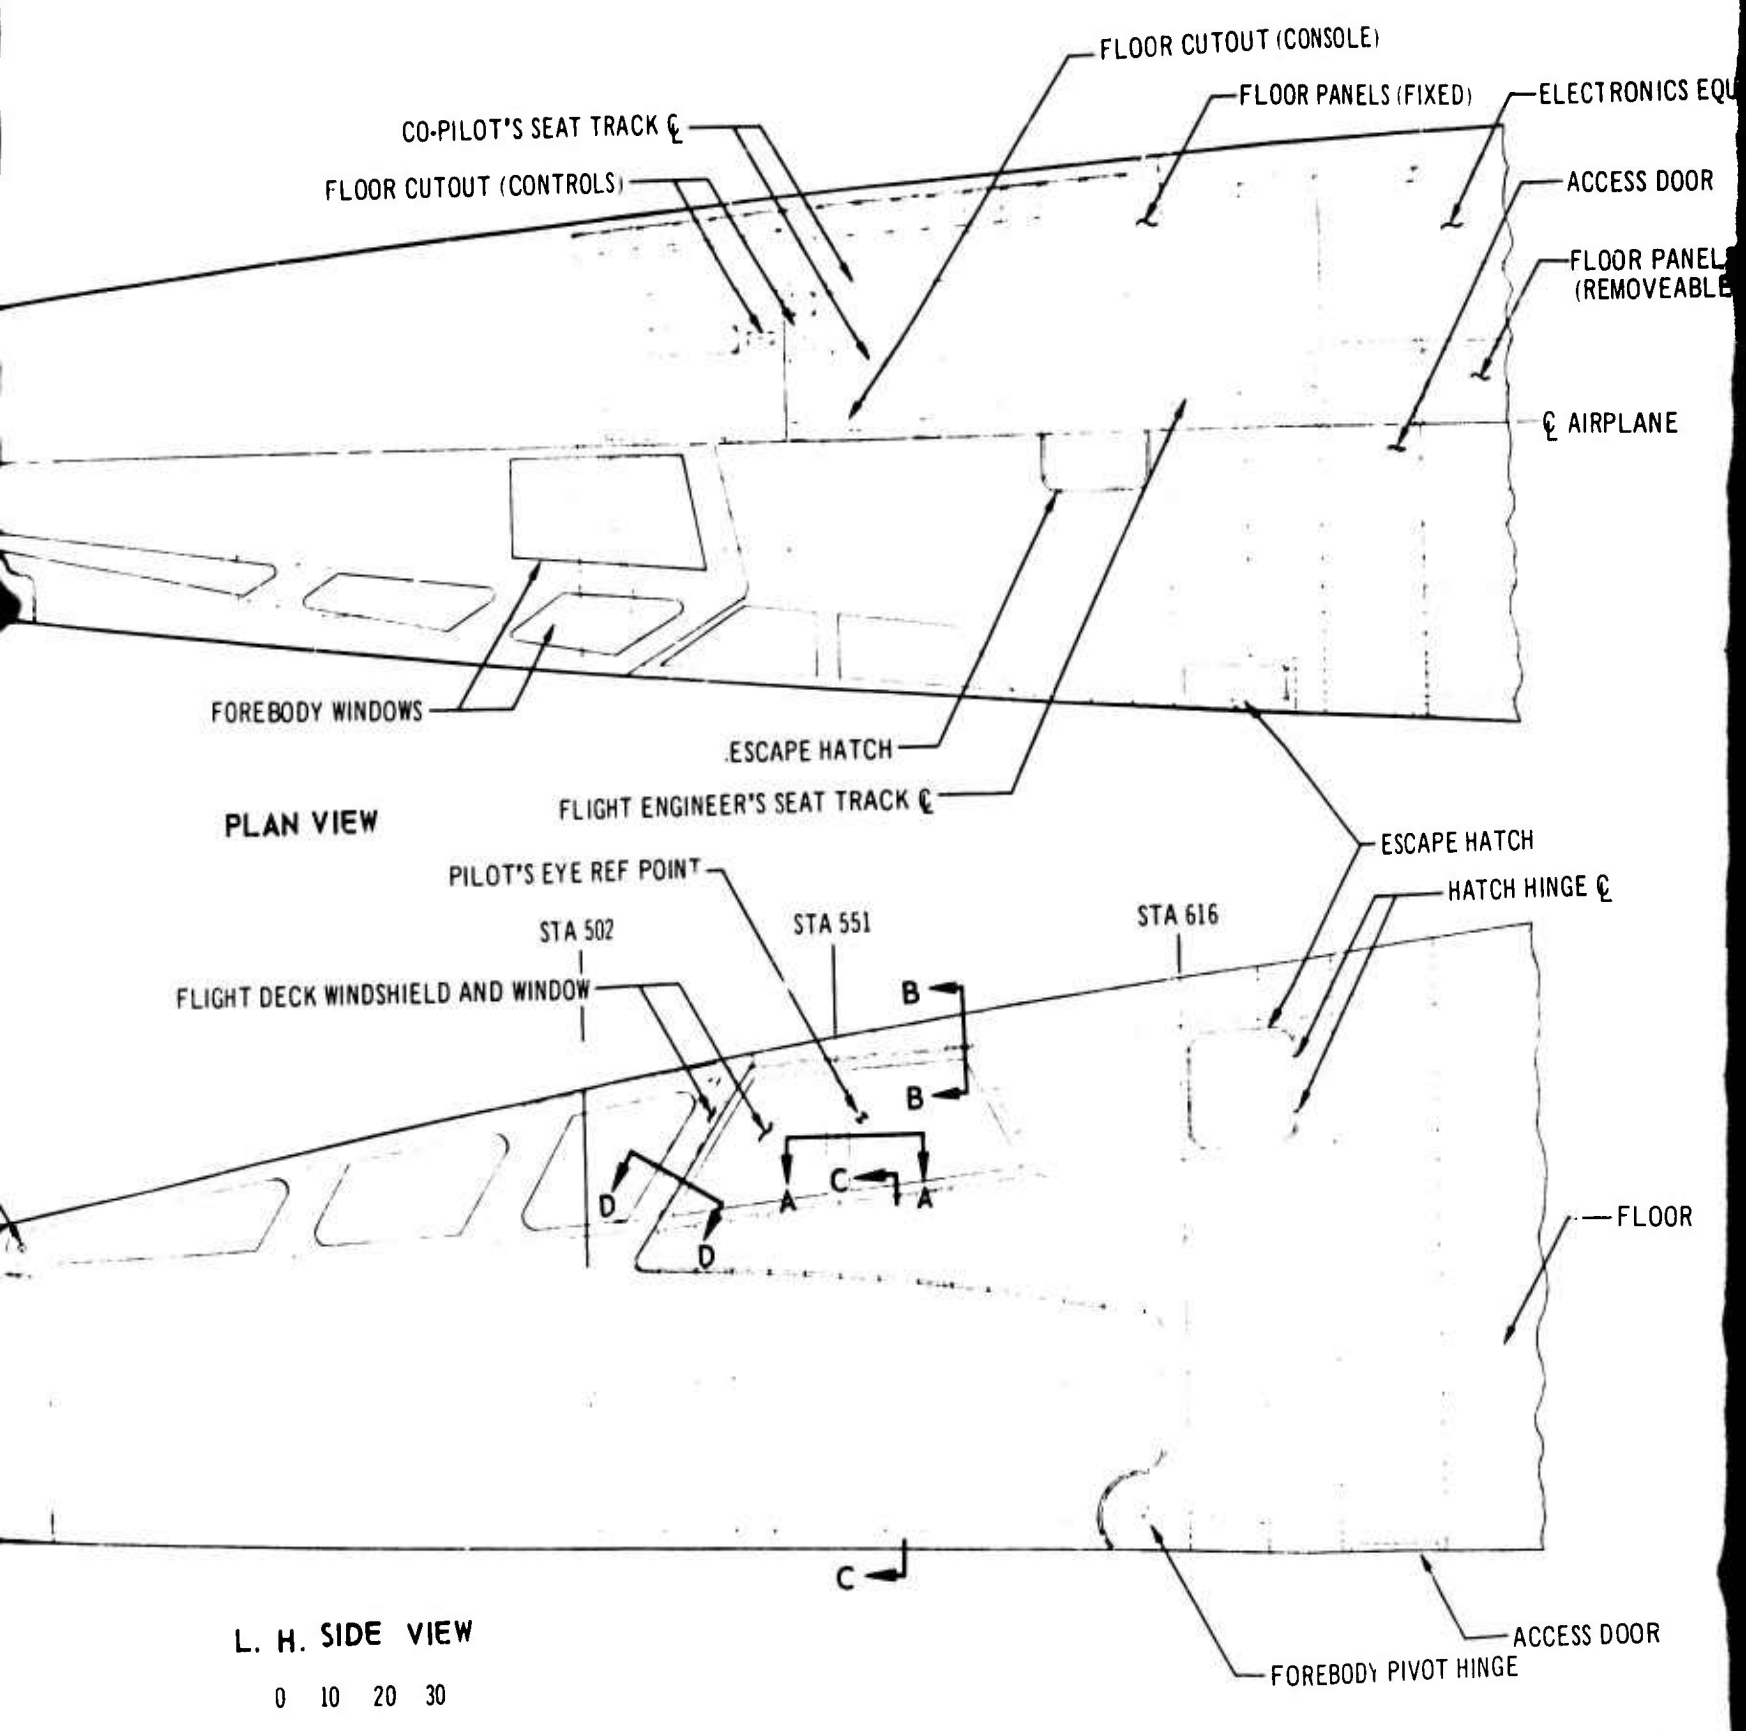 FLOOR CUTOUT (CONSOLE)
FLOOR PANELS (FIXED)
ELECTRONICS EQU
CO-PILOT'S SEAT TRACK ℄
FLOOR CUTOUT (CONTROLS)
ACCESS DOOR
FLOOR PANEL
(REMOVEABLE
℄ AIRPLANE
FOREBODY WINDOWS
ESCAPE HATCH
FLIGHT ENGINEER'S SEAT TRACK ℄
PLAN VIEW
ESCAPE HATCH
PILOT'S EYE REF POINT
HATCH HINGE ℄
STA 502
STA 551
STA 616
FLIGHT DECK WINDSHIELD AND WINDOW
B
B
C
A
A
D
D
FLOOR
C
L. H. SIDE VIEW
ACCESS DOOR
FOREBODY PIVOT HINGE
0 10 20 30